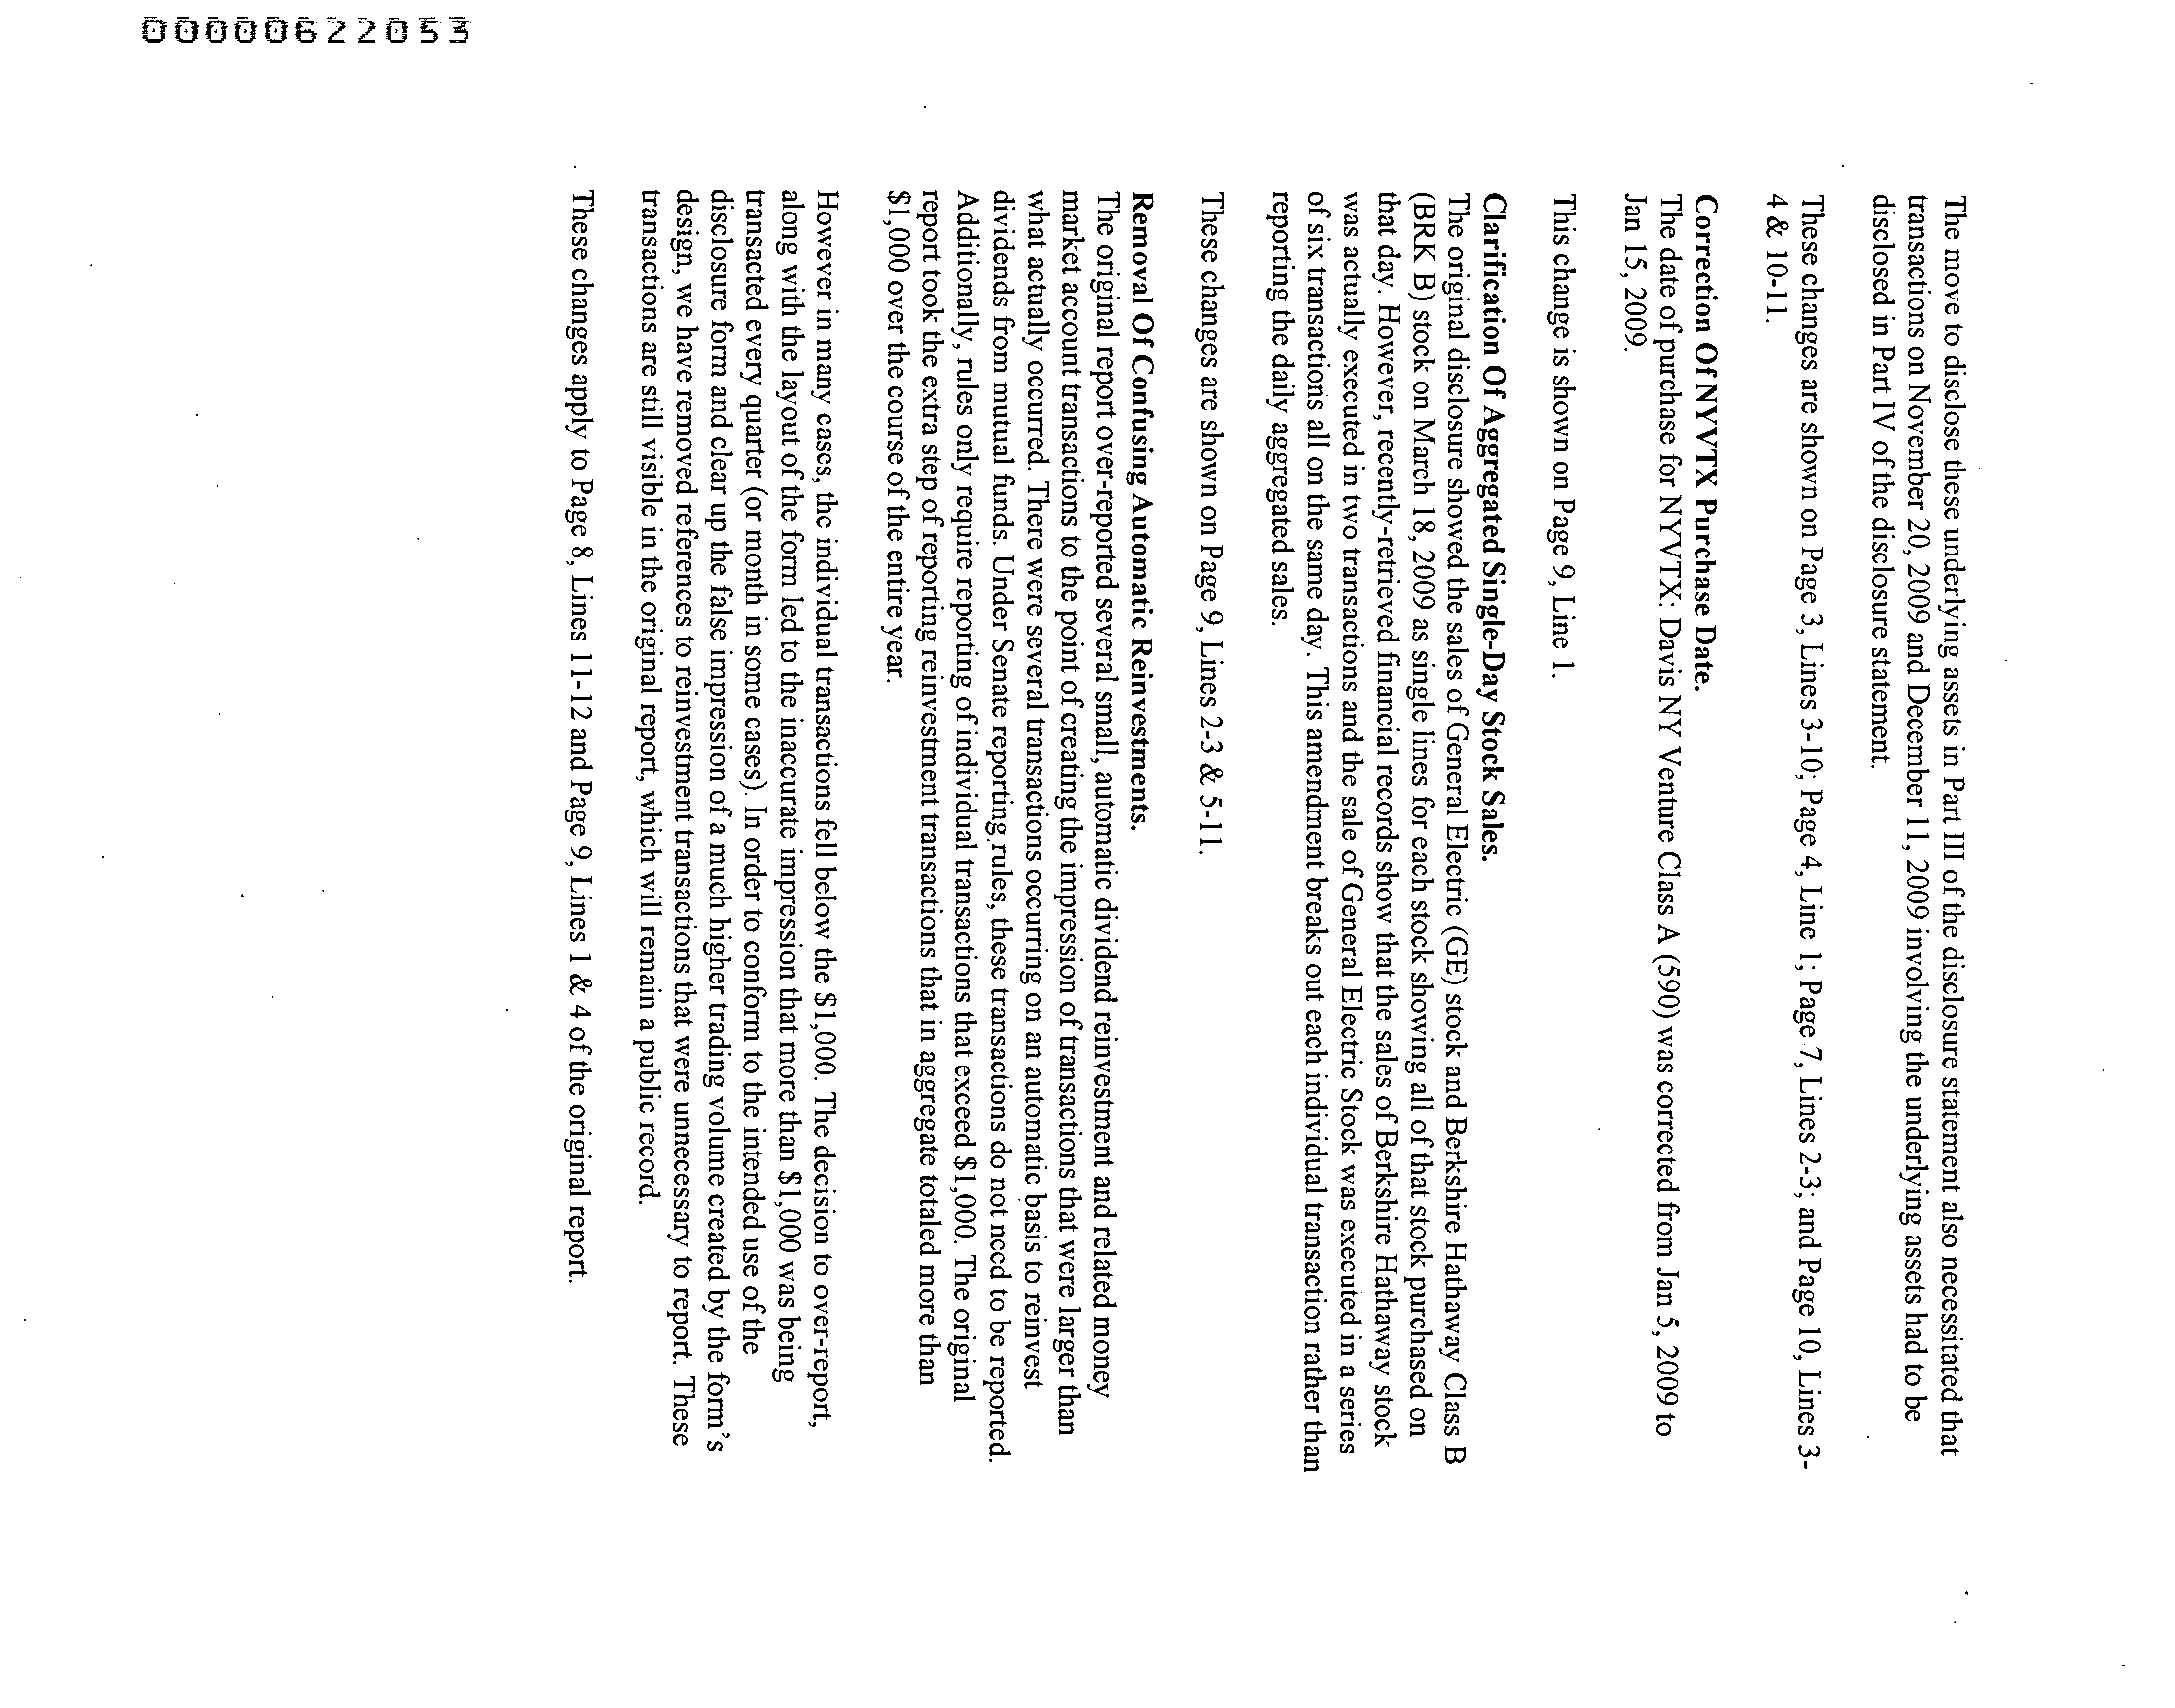 00000622053
The move to disclose these underlying assets in Part III of the disclosure statement also necessitated that
transactions on November 20, 2009 and December 11, 2009 involving the underlying assets had to be
disclosed in Part IV of the disclosure statement.
These changes are shown on Page 3, Lines 3-10; Page 4, Line 1; Page 7, Lines 2-3; and Page 10, Lines 3-
4 & 10-11.
Correction Of NYVTX Purchase Date.
The date of purchase for NYVTX: Davis NY Venture Class A (590) was corrected from Jan 5, 2009 to
Jan 15, 2009.
This change is shown on Page 9, Line 1.
Clarification Of Aggregated Single-Day Stock Sales.
The original disclosure showed the sales of General Electric (GE) stock and Berkshire Hathaway Class B
(BRK B) stock on March 18, 2009 as single lines for each stock showing all of that stock purchased on
that day. However, recently-retrieved financial records show that the sales of Berkshire Hathaway stock
was actually executed in two transactions and the sale of General Electric Stock was executed in a series
of six transactions all on the same day. This amendment breaks out each individual transaction rather than
reporting the daily aggregated sales.
These changes are shown on Page 9, Lines 2-3 & 5-11.
Removal Of Confusing Automatic Reinvestments.
The original report over-reported several small, automatic dividend reinvestment and related money
market account transactions to the point of creating the impression of transactions that were larger than
what actually occurred. There were several transactions occurring on an automatic basis to reinvest
dividends from mutual funds. Under Senate reporting rules, these transactions do not need to be reported.
Additionally, rules only require reporting of individual transactions that exceed $1,000. The original
report took the extra step of reporting reinvestment transactions that in aggregate totaled more than
$1,000 over the course of the entire year.
However in many cases, the individual transactions fell below the $1,000. The decision to over-report,
along with the layout of the form led to the inaccurate impression that more than $1,000 was being
transacted every quarter (or month in some cases). In order to conform to the intended use of the
disclosure form and clear up the false impression of a much higher trading volume created by the form's
design, we have removed references to reinvestment transactions that were unnecessary to report. These
transactions are still visible in the original report, which will remain a public record.
These changes apply to Page 8, Lines 11-12 and Page 9, Lines 1 & 4 of the original report.